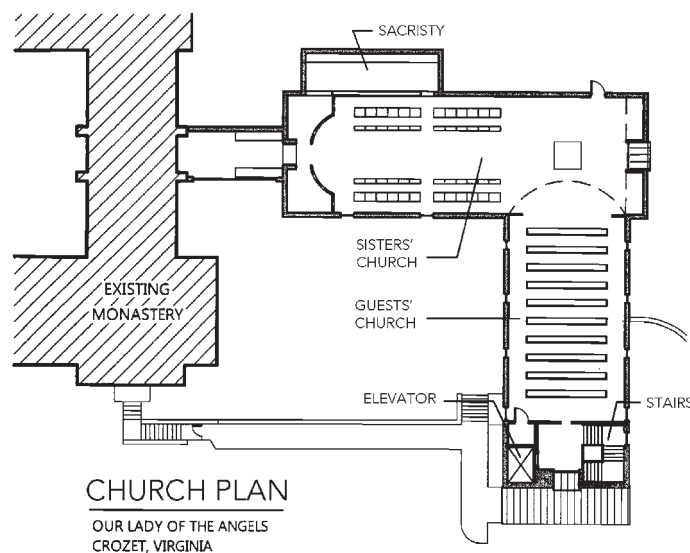 SACRISTY
SISTERS'
CHURCH
EXISTING
MONASTERY
GUESTS'
CHURCH
ELEVATOR
STAIRS
CHURCH PLAN
OUR LADY OF THE ANGELS
CROZET, VIRGINIA